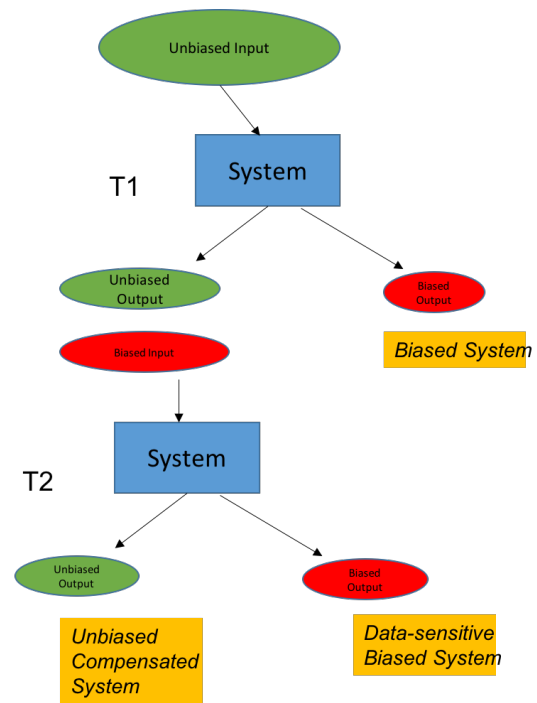 Unbiased Input
System
T1
Unbiased
Output
Biased
Output
Biased Input
Biased System
System
T2
Unbiased
Output
Biased
Output
Unbiased
Compensated
System
Data-sensitive
Biased System